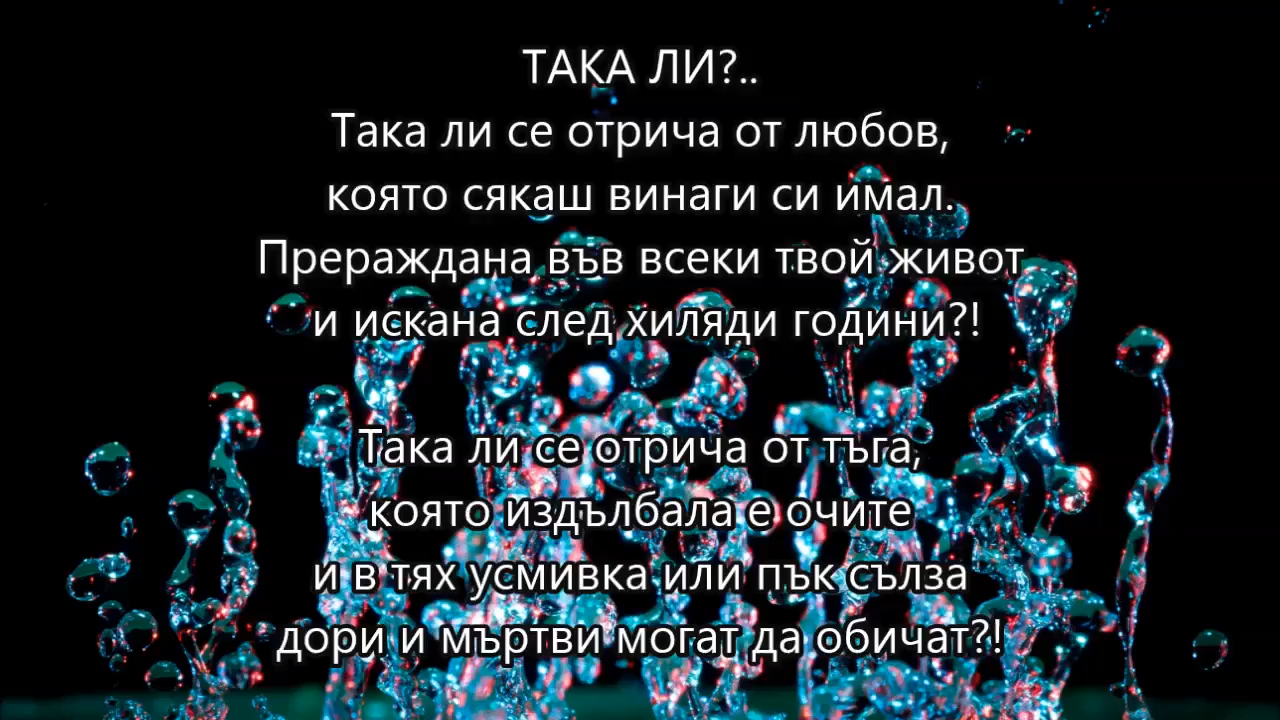 ТАКА ЛИ?..
Така ли се отрича от любов,
която сякаш винаги си имал.
Прераждана във всеки твой живот
и искана след хиляди години?!
Така ли се отрича от тъга,
която издълбала е очите
и в тях усмивка или пък сълза
дори и мъртви могат да обичат?!